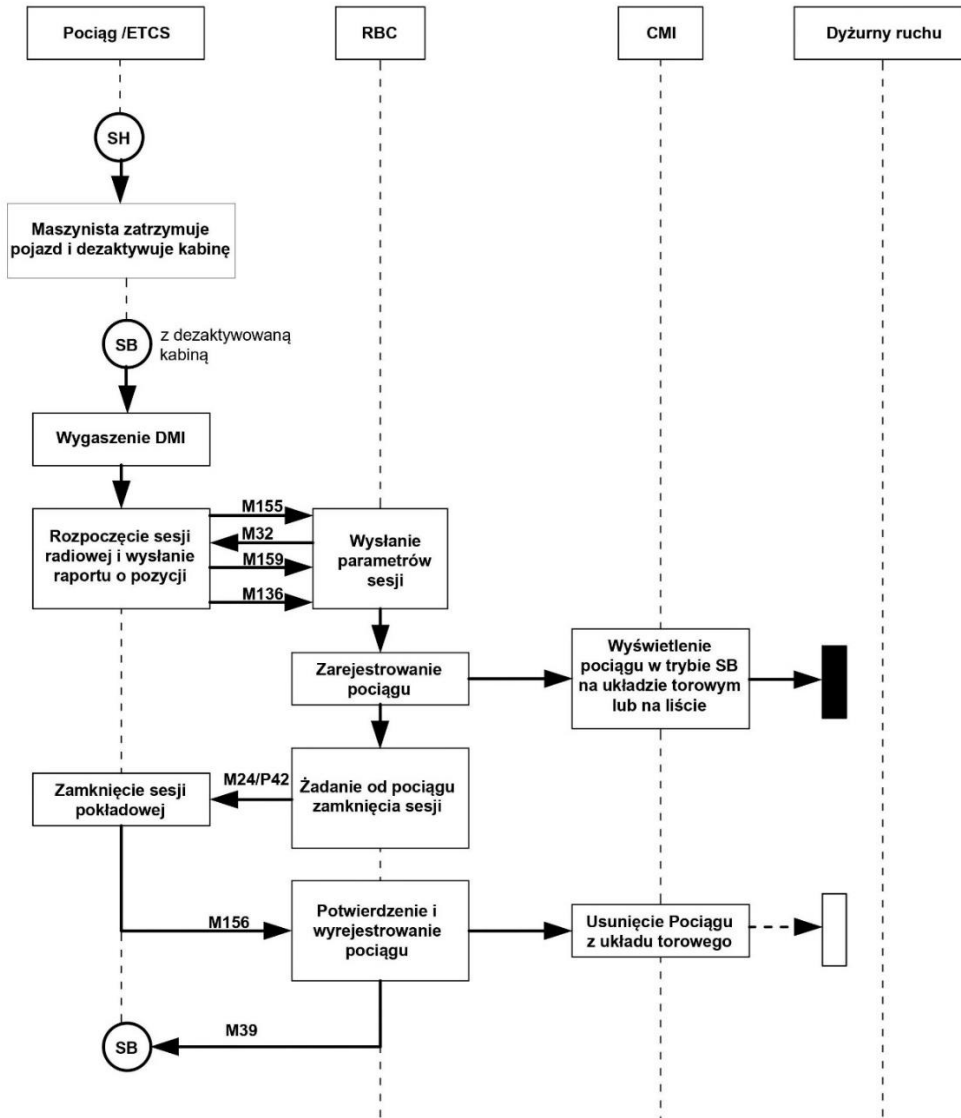 Pociąg /ETCS
RBC
CMI
Dyżurny ruchu
SH
Maszynista zatrzymuje
pojazd i dezaktywuje kabinę
SB
z dezaktywowaną
kabiną
Wygaszenie DMI
Rozpoczęcie sesji
radiowej i wysłanie
raportu o pozycji
M155
M32
M159
M136
Wysłanie
parametrów
sesji
Zarejestrowanie
pociągu
Wyświetlenie
pociągu w trybie SB
na układzie torowym
lub na liście
Zamknięcie sesji
pokładowej
M24/P42
Żadanie od pociągu
zamknięcia sesji
M156
Potwierdzenie i
wyrejestrowanie
pociągu
Usunięcie Pociągu
z układu torowego
M39
SB